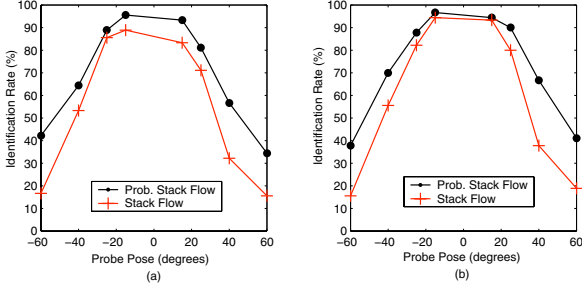 100
90
80
70
60
50
40
30
20
10
0
Identification Rate (%)
Prob. Stack Flow
Stack Flow
−60 −40 −20 0 20 40 60
Probe Pose (degrees)
(a)
100
90
80
70
60
50
40
30
20
10
0
Identification Rate (%)
Prob. Stack Flow
Stack Flow
−60 −40 −20 0 20 40 60
Probe Pose (degrees)
(b)